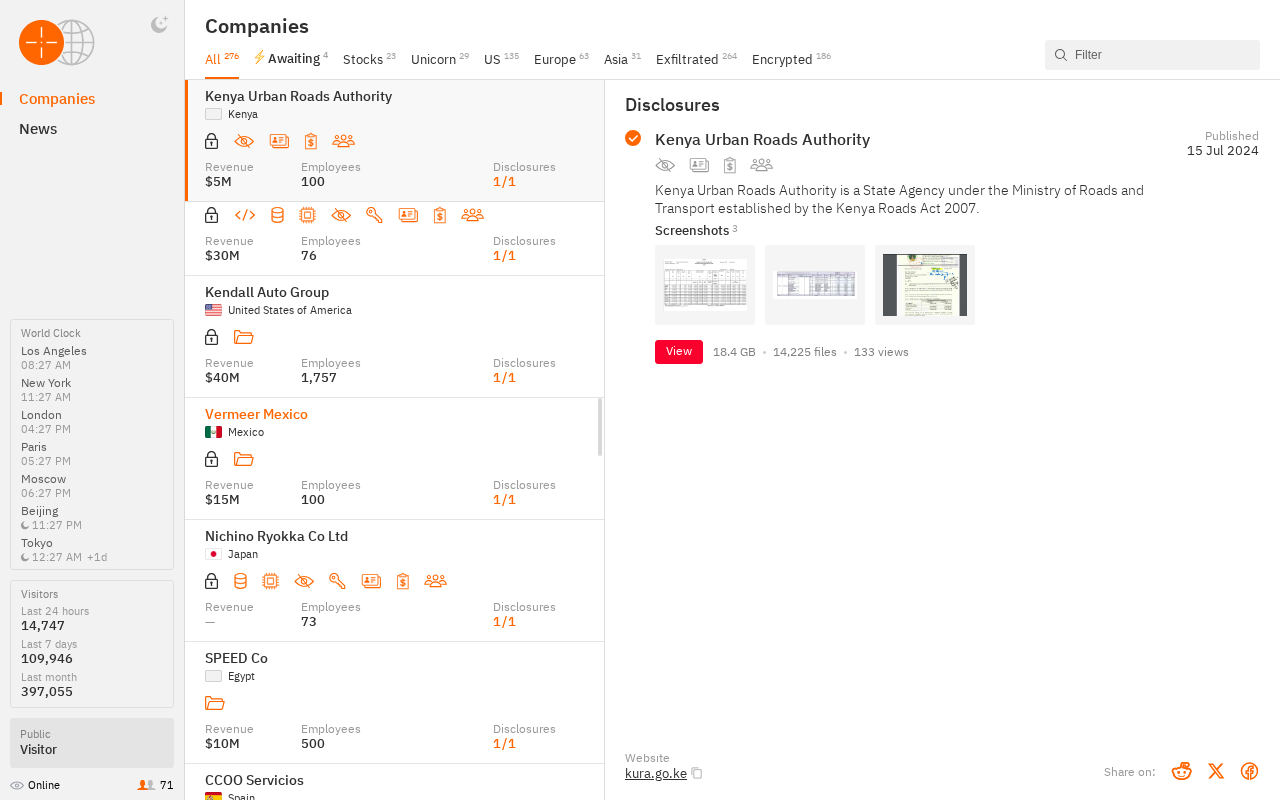 Companies
News
World Clock
Los Angeles
08:27 AM
New York
11:27 AM
London
04:27 PM
Paris
05:27 PM
Moscow
06:27 PM
Beijing
11:27 PM
Tokyo
12:27 AM +1d
Visitors
Last 24 hours
14,747
Last 7 days
109,946
Last month
397,055
Public
Visitor
Online 71
Companies
All 276 Awaiting 4 Stocks 23 Unicorn 29 US 135 Europe 63 Asia 31 Exfiltrated 264 Encrypted 186
Filter
Kenya Urban Roads Authority
Kenya
Revenue Employees Disclosures
$5M 100 1/1
Revenue Employees Disclosures
$30M 76 1/1
Kendall Auto Group
United States of America
Revenue Employees Disclosures
$40M 1,757 1/1
Vermeer Mexico
Mexico
Revenue Employees Disclosures
$15M 100 1/1
Nichino Ryokka Co Ltd
Japan
Revenue Employees Disclosures
— 73 1/1
SPEED Co
Egypt
Revenue Employees Disclosures
$10M 500 1/1
CCOO Servicios
Spain
Disclosures
Kenya Urban Roads Authority
Published
15 Jul 2024
Kenya Urban Roads Authority is a State Agency under the Ministry of Roads and
Transport established by the Kenya Roads Act 2007.
Screenshots 3
View 18.4 GB • 14,225 files • 133 views
Website
kura.go.ke
Share on: